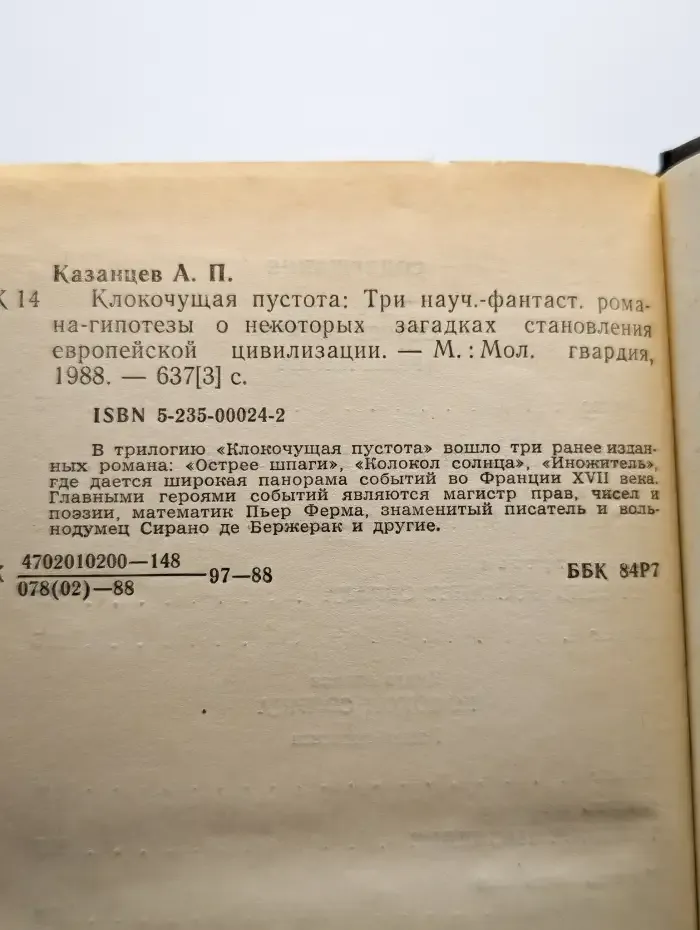 Казанцев А. П.
К 14 Клокочущая пустота: Три науч.-фантаст. рома-
на-гипотезы о некоторых загадках становления
европейской цивилизации. — М. : Мол. гвардия,
1988. — 637[3] с.
ISBN 5-235-00024-2
В трилогию «Клокочущая пустота» вошло три ранее издан-
ных романа: «Острее шпаги», «Колокол солнца», «Иножитель»,
где дается широкая панорама событий во Франции XVII века.
Главными героями событий являются магистр прав, чисел и
поэзии, математик Пьер Ферма, знаменитый писатель и воль-
нодумец Сирано де Бержерак и другие.
К 4702010200—148
078(02)—88 —97—88 ББК 84Р7